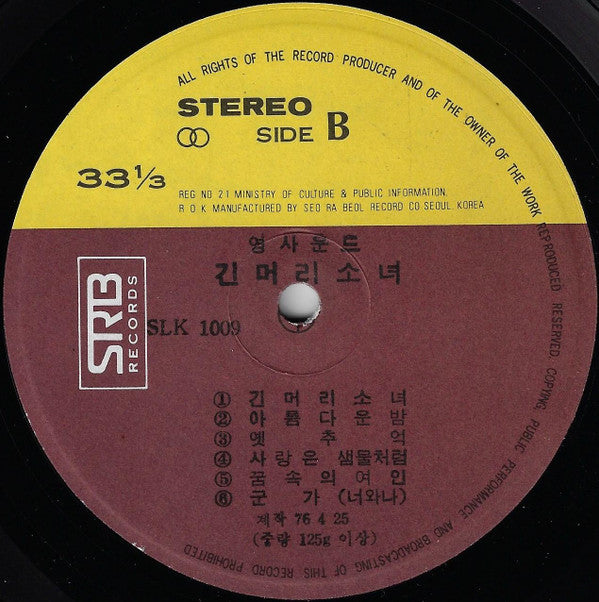 ALL RIGHTS OF THE RECORD PRODUCER AND OF THE OWNER OF THE WORK REPRODUCED RESERVED. COPYING, PUBLIC PERFORMANCE AND BROADCASTING OF THIS RECORD PROHIBITED
STEREO
SIDE B
33 1/3
REG NO 21 MINISTRY OF CULTURE & PUBLIC INFORMATION.
R O K MANUFACTURED BY SEO RA BEOL RECORD CO SEOUL. KOREA
영사운드
긴머리소녀
SRB
RECORDS
SLK 1009
① 긴머리소녀
② 아름다운밤
③ 옛 추 억
④ 사랑은 샘물처럼
⑤ 꿈속의여인
⑥ 군 가 (너와나)
제작 76 4 25
(중량 125g 이상)